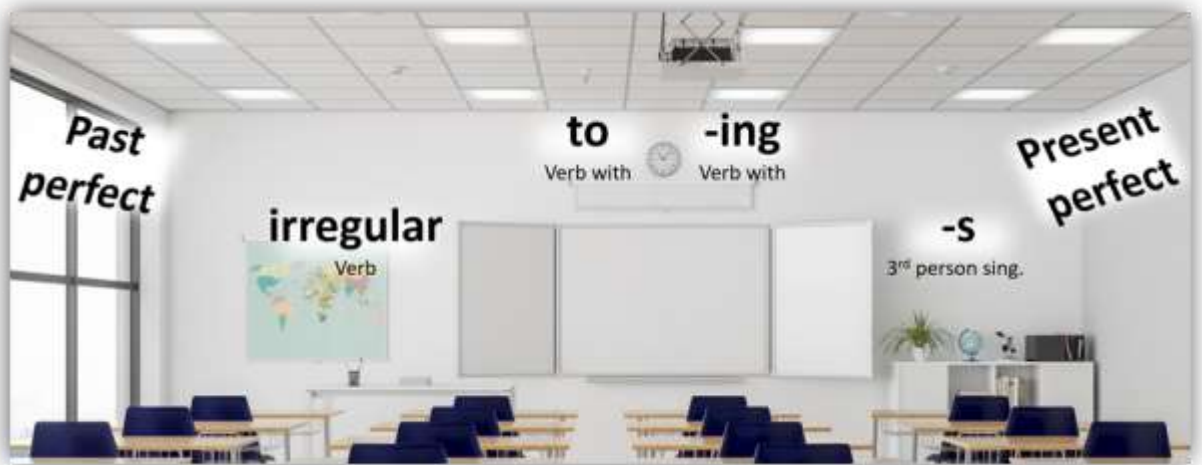 Past
perfect
irregular
Verb
to
Verb with
-ing
Verb with
-s
3rd person sing.
Present
perfect